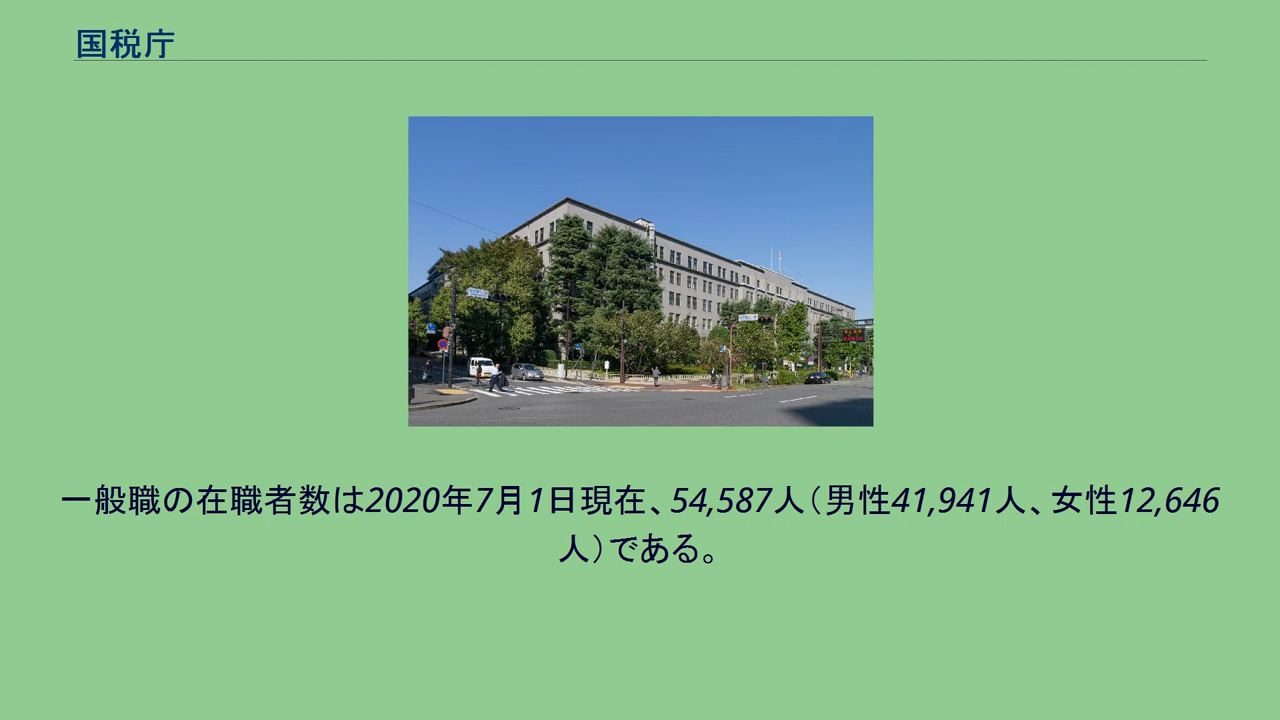 国税庁
一般職の在職者数は2020年7月1日現在、54,587人（男性41,941人、女性12,646
人）である。